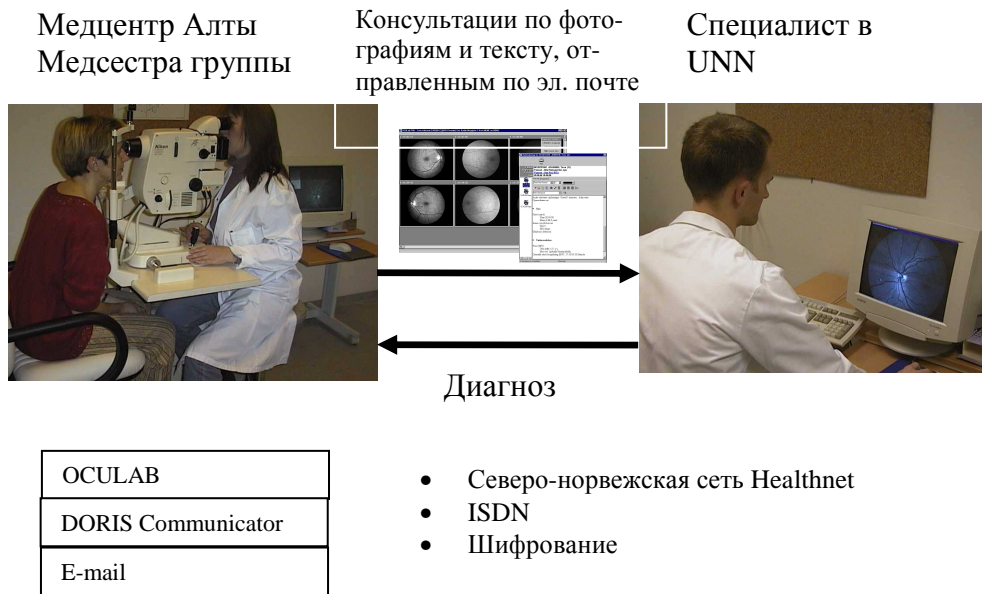 Медцентр Алты
Медсестра группы
Консультации по фото-
графиям и тексту, от-
правленным по эл. почте
Специалист в
UNN
Диагноз
OCULAB
DORIS Communicator
E-mail
• Северо-норвежская сеть Healthnet
• ISDN
• Шифрование